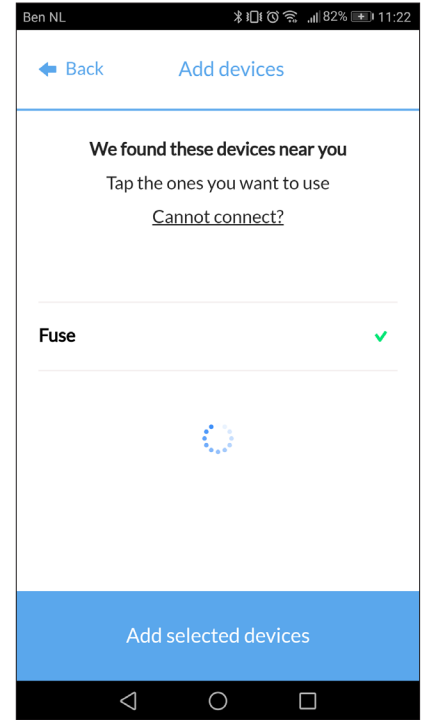 Ben NL 82% 11:22
Back Add devices
We found these devices near you
Tap the ones you want to use
Cannot connect?
Fuse
Add selected devices